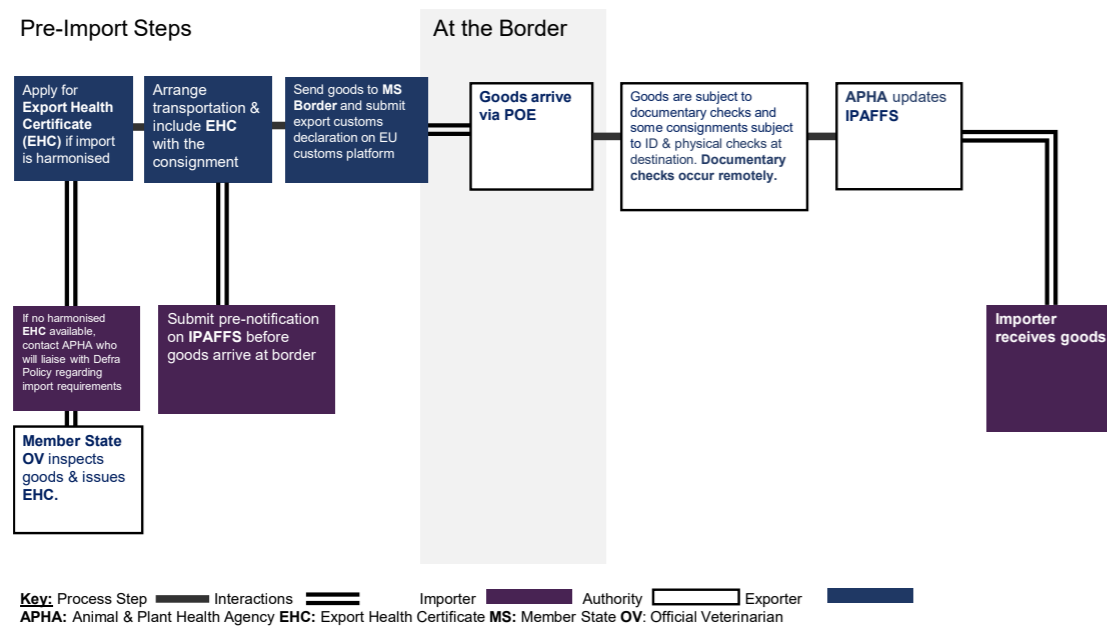 Pre-Import Steps
At the Border
Apply for
Export Health
Certificate
(EHC) if import
is harmonised
Arrange
transportation &
include EHC
with the
consignment
Send goods to MS
Border and submit
export customs
declaration on EU
customs platform
Goods arrive
via POE
Goods are subject to
documentary checks and
some consignments subject
to ID & physical checks at
destination. Documentary
checks occur remotely.
APHA updates
IPAFFS
If no harmonised
EHC available,
contact APHA who
will liaise with Defra
Policy regarding
import requirements
Submit pre-notification
on IPAFFS before
goods arrive at border
Importer
receives goods
Member State
OV inspects
goods & issues
EHC.
Key: Process Step Interactions Importer Authority Exporter
APHA: Animal & Plant Health Agency EHC: Export Health Certificate MS: Member State OV: Official Veterinarian